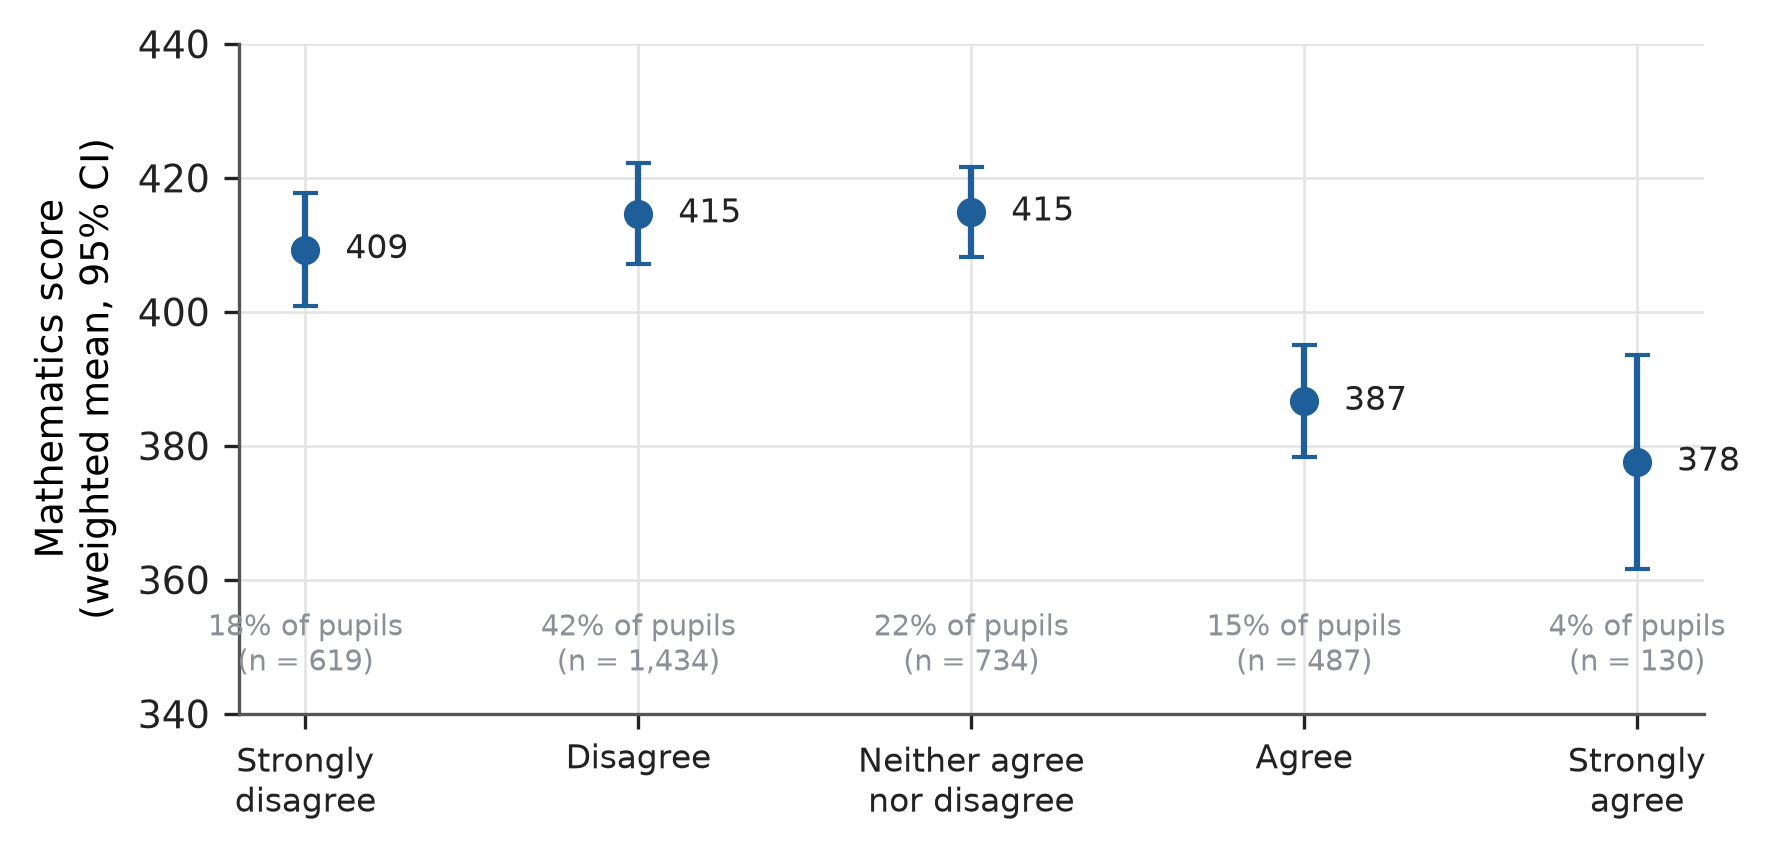 Mathematics score
(weighted mean, 95% CI)
440
420
400
380
360
340
409
415
415
387
378
18% of pupils
(n = 619)
42% of pupils
(n = 1,434)
22% of pupils
(n = 734)
15% of pupils
(n = 487)
4% of pupils
(n = 130)
Strongly
disagree
Disagree
Neither agree
nor disagree
Agree
Strongly
agree